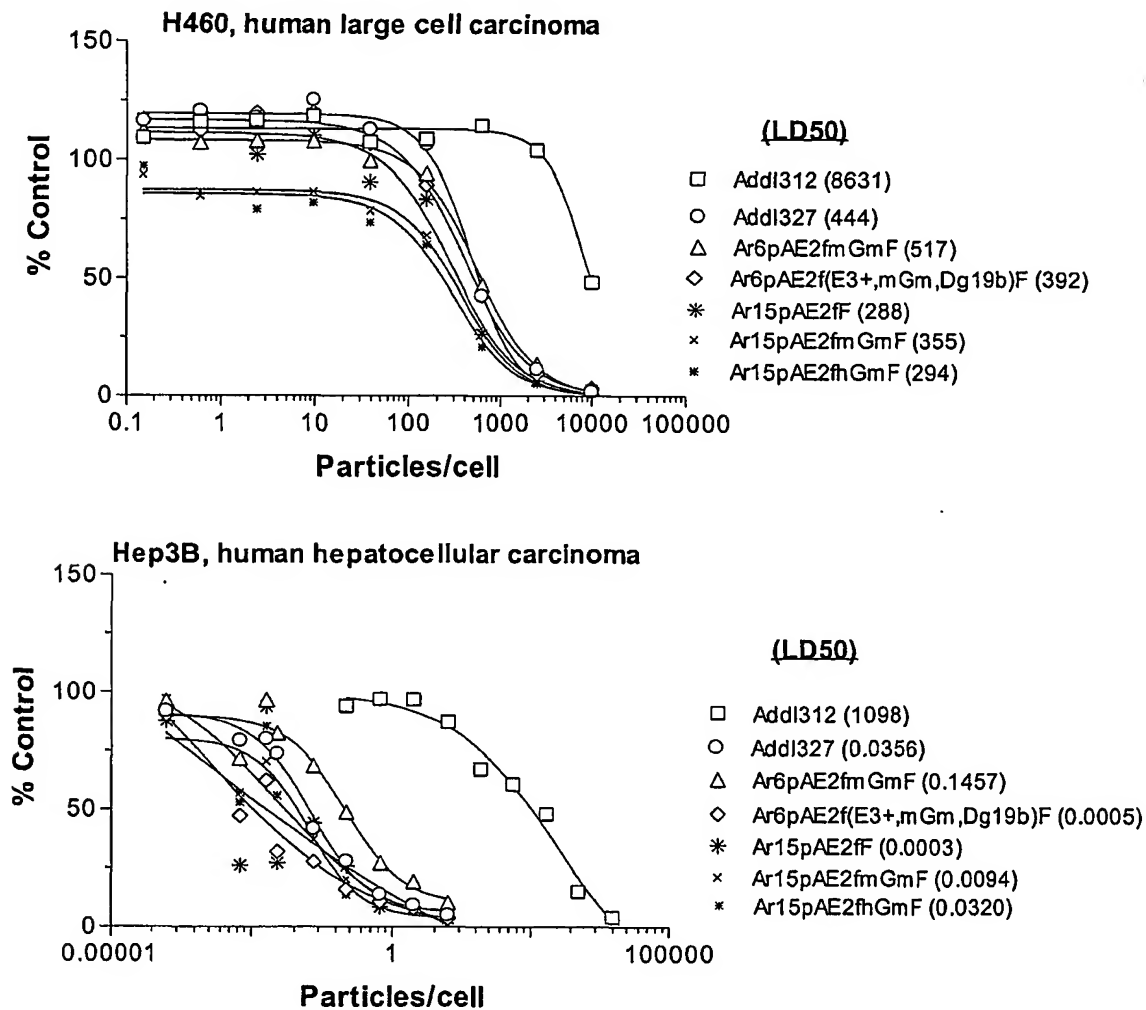 H460, human large cell carcinoma
150
100
50
0
% Control
0.1 1 10 100 1000 10000 100000
Particles/cell
(LD50)
Addl312 (8631)
Addl327 (444)
Ar6pAE2fmGmF (517)
Ar6pAE2f(E3+,mGm,Dg19b)F (392)
Ar15pAE2fF (288)
Ar15pAE2fmGmF (355)
Ar15pAE2fhGmF (294)
Hep3B, human hepatocellular carcinoma
150
100
50
0
% Control
0.00001 1 100000
Particles/cell
(LD50)
Addl312 (1098)
Addl327 (0.0356)
Ar6pAE2fmGmF (0.1457)
Ar6pAE2f(E3+,mGm,Dg19b)F (0.0005)
Ar15pAE2fF (0.0003)
Ar15pAE2fmGmF (0.0094)
Ar15pAE2fhGmF (0.0320)